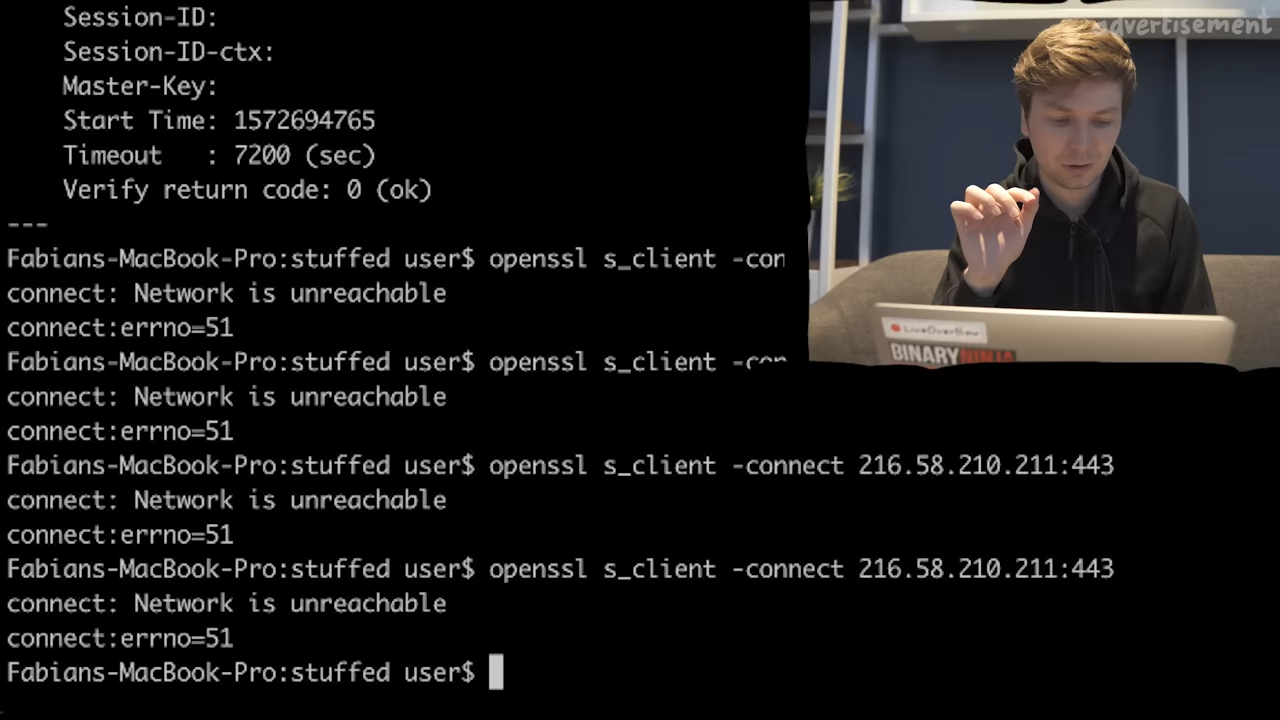 Session-ID:
Session-ID-ctx:
Master-Key:
Start Time: 1572694765
Timeout   : 7200 (sec)
Verify return code: 0 (ok)
---
Fabians-MacBook-Pro:stuffed user$ openssl s_client -con
connect: Network is unreachable
connect:errno=51
Fabians-MacBook-Pro:stuffed user$ openssl s_client -con
connect: Network is unreachable
connect:errno=51
Fabians-MacBook-Pro:stuffed user$ openssl s_client -connect 216.58.210.211:443
connect: Network is unreachable
connect:errno=51
Fabians-MacBook-Pro:stuffed user$ openssl s_client -connect 216.58.210.211:443
connect: Network is unreachable
connect:errno=51
Fabians-MacBook-Pro:stuffed user$
advertisement
LiveOverflow
BINARYNINJA